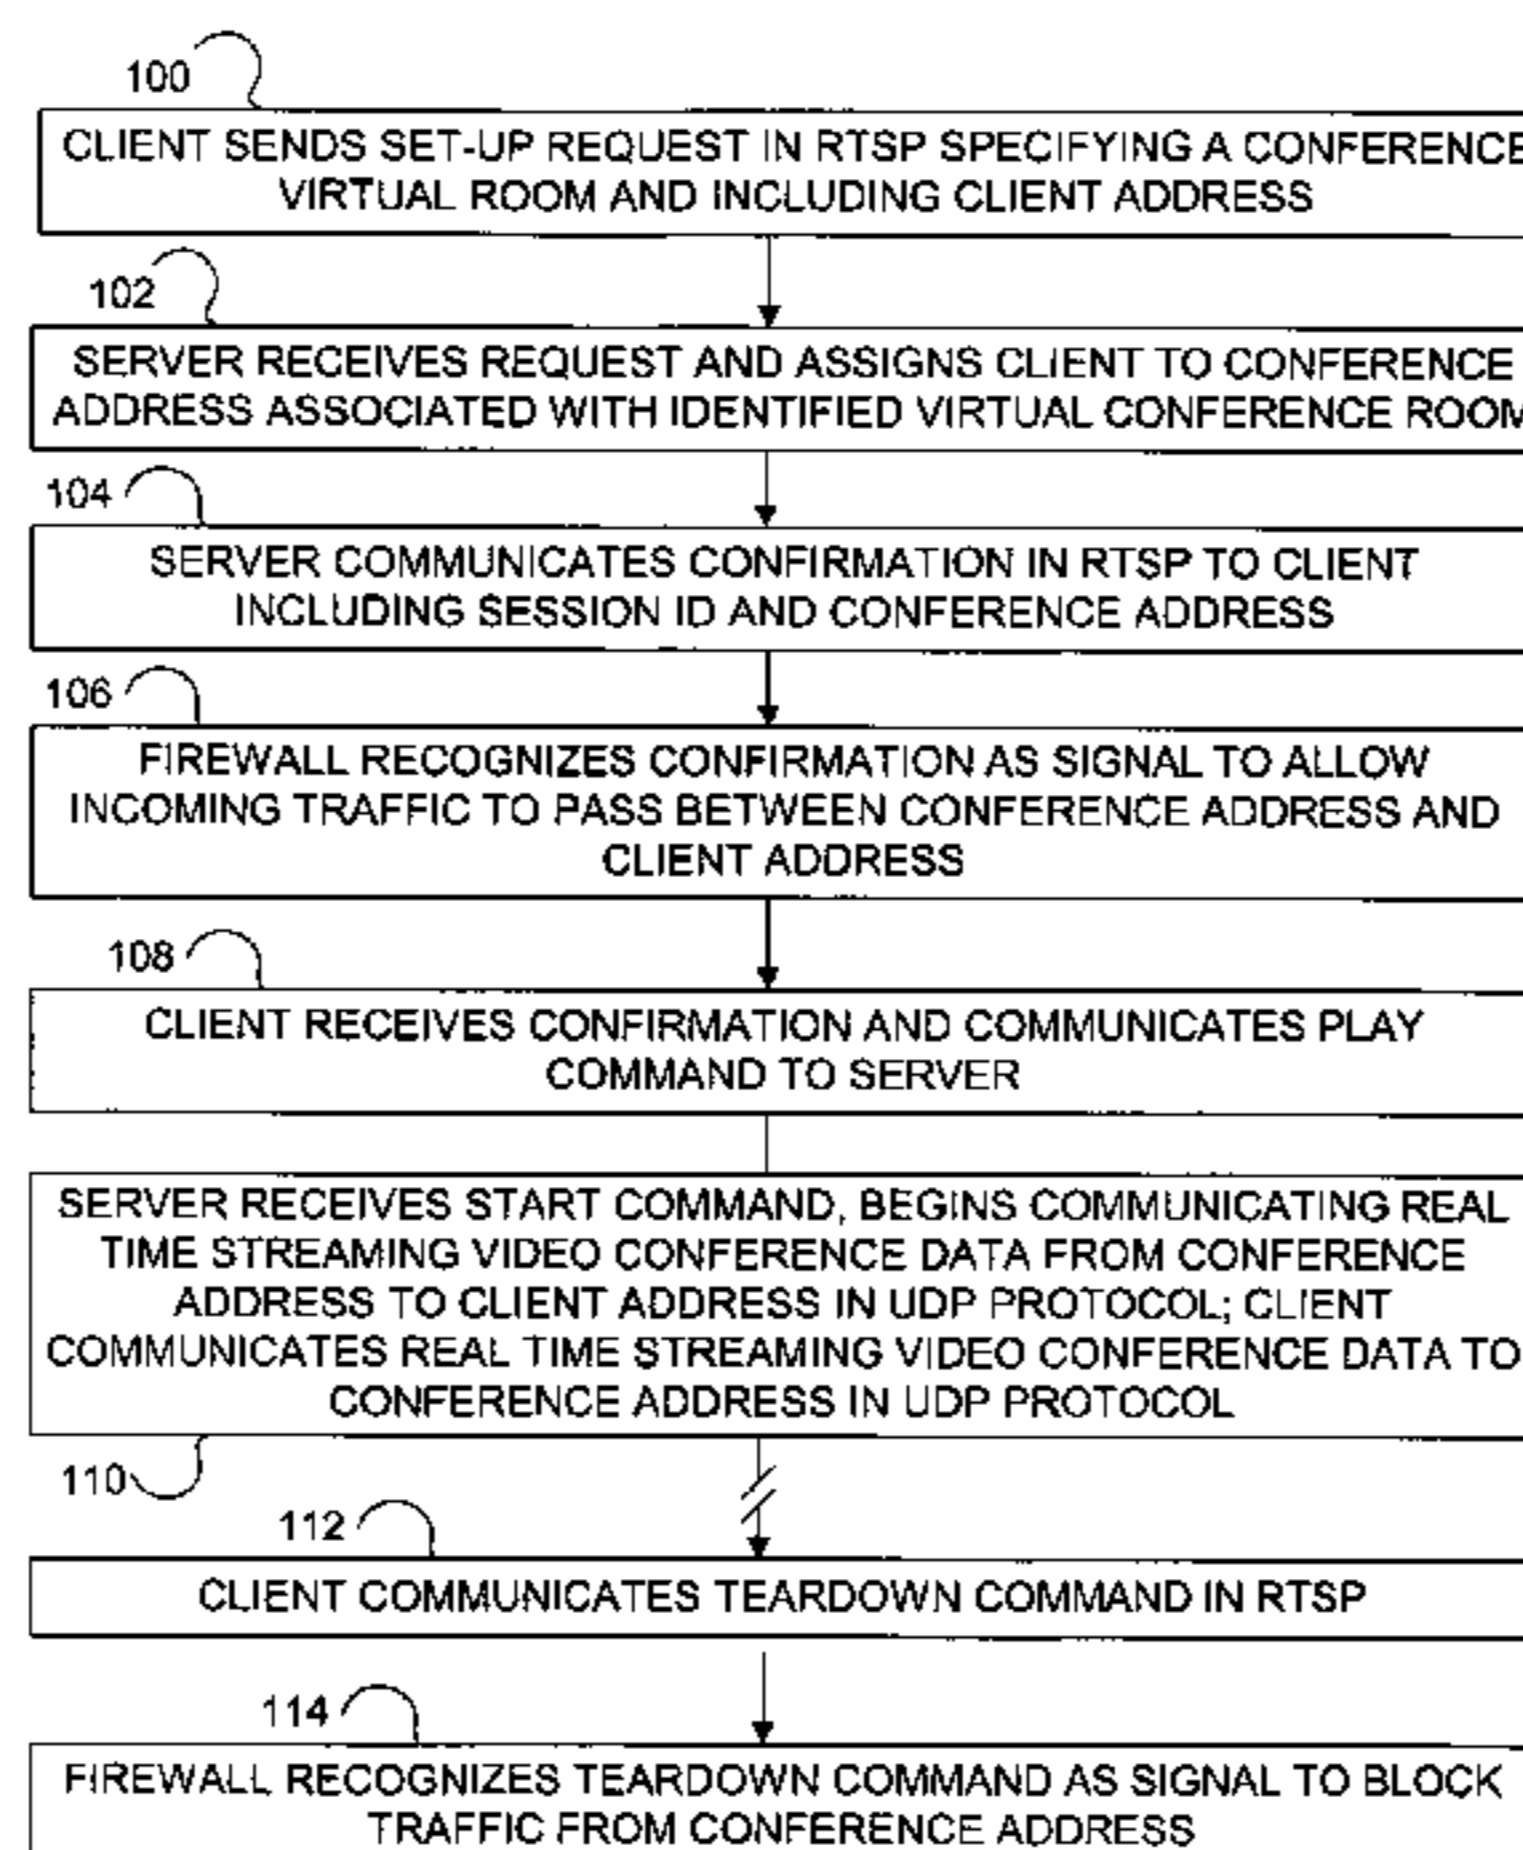 100
CLIENT SENDS SET-UP REQUEST IN RTSP SPECIFYING A CONFERENCE
VIRTUAL ROOM AND INCLUDING CLIENT ADDRESS
102
SERVER RECEIVES REQUEST AND ASSIGNS CLIENT TO CONFERENCE
ADDRESS ASSOCIATED WITH IDENTIFIED VIRTUAL CONFERENCE ROOM
104
SERVER COMMUNICATES CONFIRMATION IN RTSP TO CLIENT
INCLUDING SESSION ID AND CONFERENCE ADDRESS
106
FIREWALL RECOGNIZES CONFIRMATION AS SIGNAL TO ALLOW
INCOMING TRAFFIC TO PASS BETWEEN CONFERENCE ADDRESS AND
CLIENT ADDRESS
108
CLIENT RECEIVES CONFIRMATION AND COMMUNICATES PLAY
COMMAND TO SERVER
SERVER RECEIVES START COMMAND, BEGINS COMMUNICATING REAL
TIME STREAMING VIDEO CONFERENCE DATA FROM CONFERENCE
ADDRESS TO CLIENT ADDRESS IN UDP PROTOCOL; CLIENT
COMMUNICATES REAL TIME STREAMING VIDEO CONFERENCE DATA TO
CONFERENCE ADDRESS IN UDP PROTOCOL
110
112
CLIENT COMMUNICATES TEARDOWN COMMAND IN RTSP
114
FIREWALL RECOGNIZES TEARDOWN COMMAND AS SIGNAL TO BLOCK
TRAFFIC FROM CONFERENCE ADDRESS